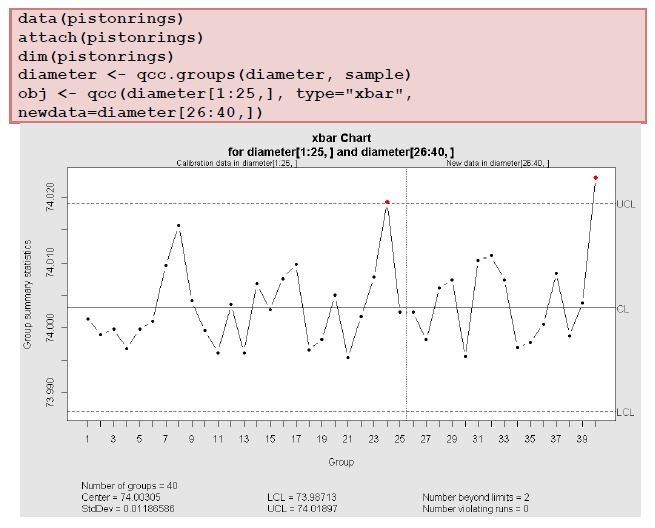 data(pistonrings)
attach(pistonrings)
dim(pistonrings)
diameter <- qcc.groups(diameter, sample)
obj <- qcc(diameter[1:25,], type="xbar",
newdata=diameter[26:40,])
xbar Chart
for diameter[1:25, ] and diameter[26:40, ]
Calibration data in diameter[1:25, ]
New data in diameter[26:40, ]
Group summary statistics
74.020
74.010
74.000
73.990
UCL
CL
LCL
1 3 5 7 9 11 13 15 17 19 21 23 25 27 29 31 33 35 37 39
Group
Number of groups = 40
Center = 74.00305
StdDev = 0.01186586
LCL = 73.98713
UCL = 74.01897
Number beyond limits = 2
Number violating runs = 0